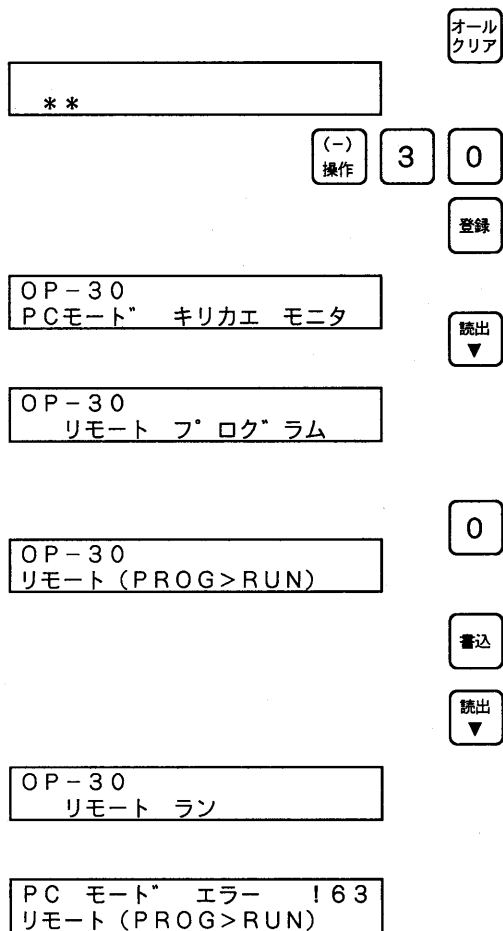 オール
クリア
**
(−)
操作
3
0
登録
OP−30
PCモード゛ キリカエ モニタ
読出
▼
OP−30
リモート プ゜ログ゛ラム
0
OP−30
リモート(PROG>RUN)
書込
読出
▼
OP−30
リモート ラン
PC モード゛ エラー !63
リモート(PROG>RUN)